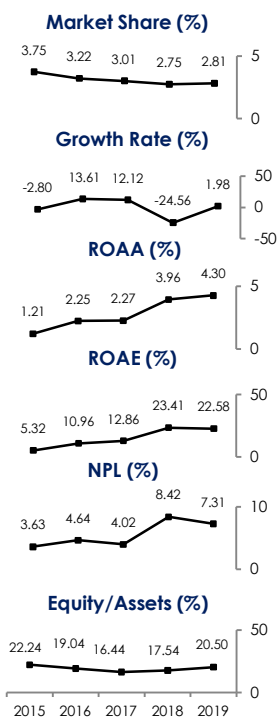 Market Share (%)
3.75 3.22 3.01 2.75 2.81
5
0
Growth Rate (%)
-2.80 13.61 12.12 -24.56 1.98
50
0
-50
ROAA (%)
1.21 2.25 2.27 3.96 4.30
5
0
ROAE (%)
5.32 10.96 12.86 23.41 22.58
50
0
NPL (%)
3.63 4.64 4.02 8.42 7.31
10
0
Equity/Assets (%)
22.24 19.04 16.44 17.54 20.50
50
0
2015 2016 2017 2018 2019